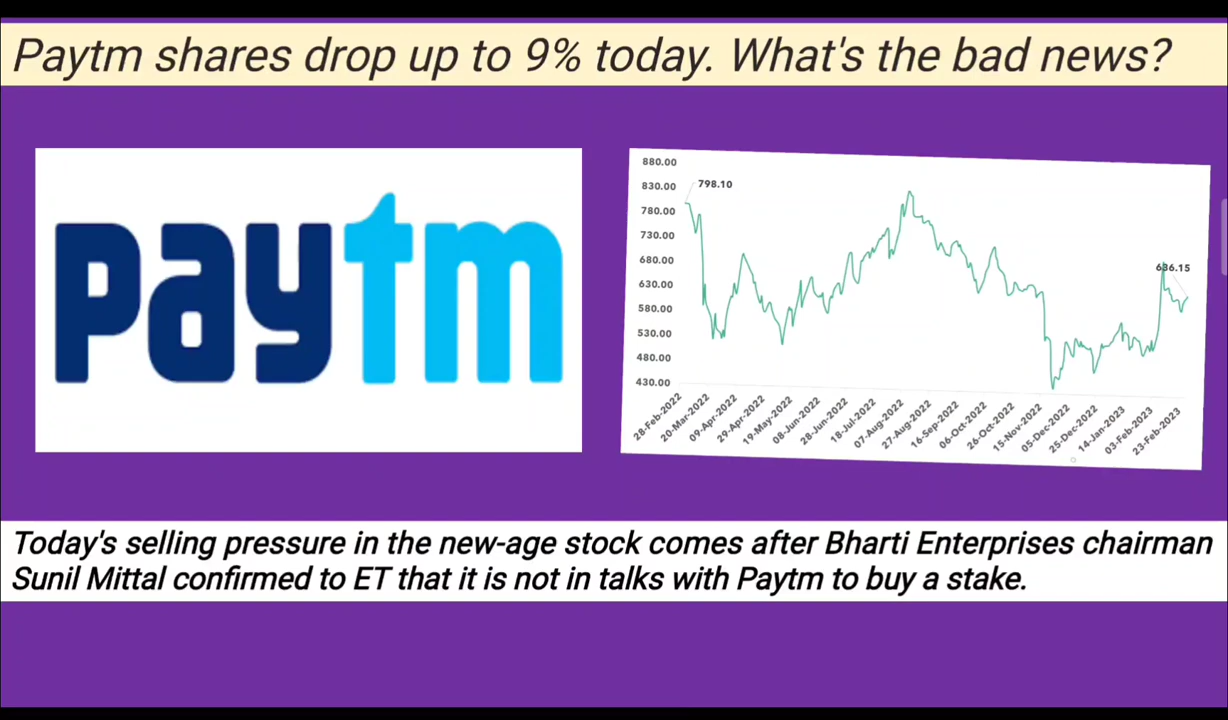 Paytm shares drop up to 9% today. What's the bad news?
paytm
880.00
830.00
780.00
730.00
680.00
630.00
580.00
530.00
480.00
430.00
798.10
636.15
28-Feb-2022
20-Mar-2022
09-Apr-2022
29-Apr-2022
19-May-2022
08-Jun-2022
28-Jun-2022
18-Jul-2022
07-Aug-2022
27-Aug-2022
16-Sep-2022
06-Oct-2022
26-Oct-2022
15-Nov-2022
05-Dec-2022
25-Dec-2022
14-Jan-2023
03-Feb-2023
23-Feb-2023
Today's selling pressure in the new-age stock comes after Bharti Enterprises chairman
Sunil Mittal confirmed to ET that it is not in talks with Paytm to buy a stake.